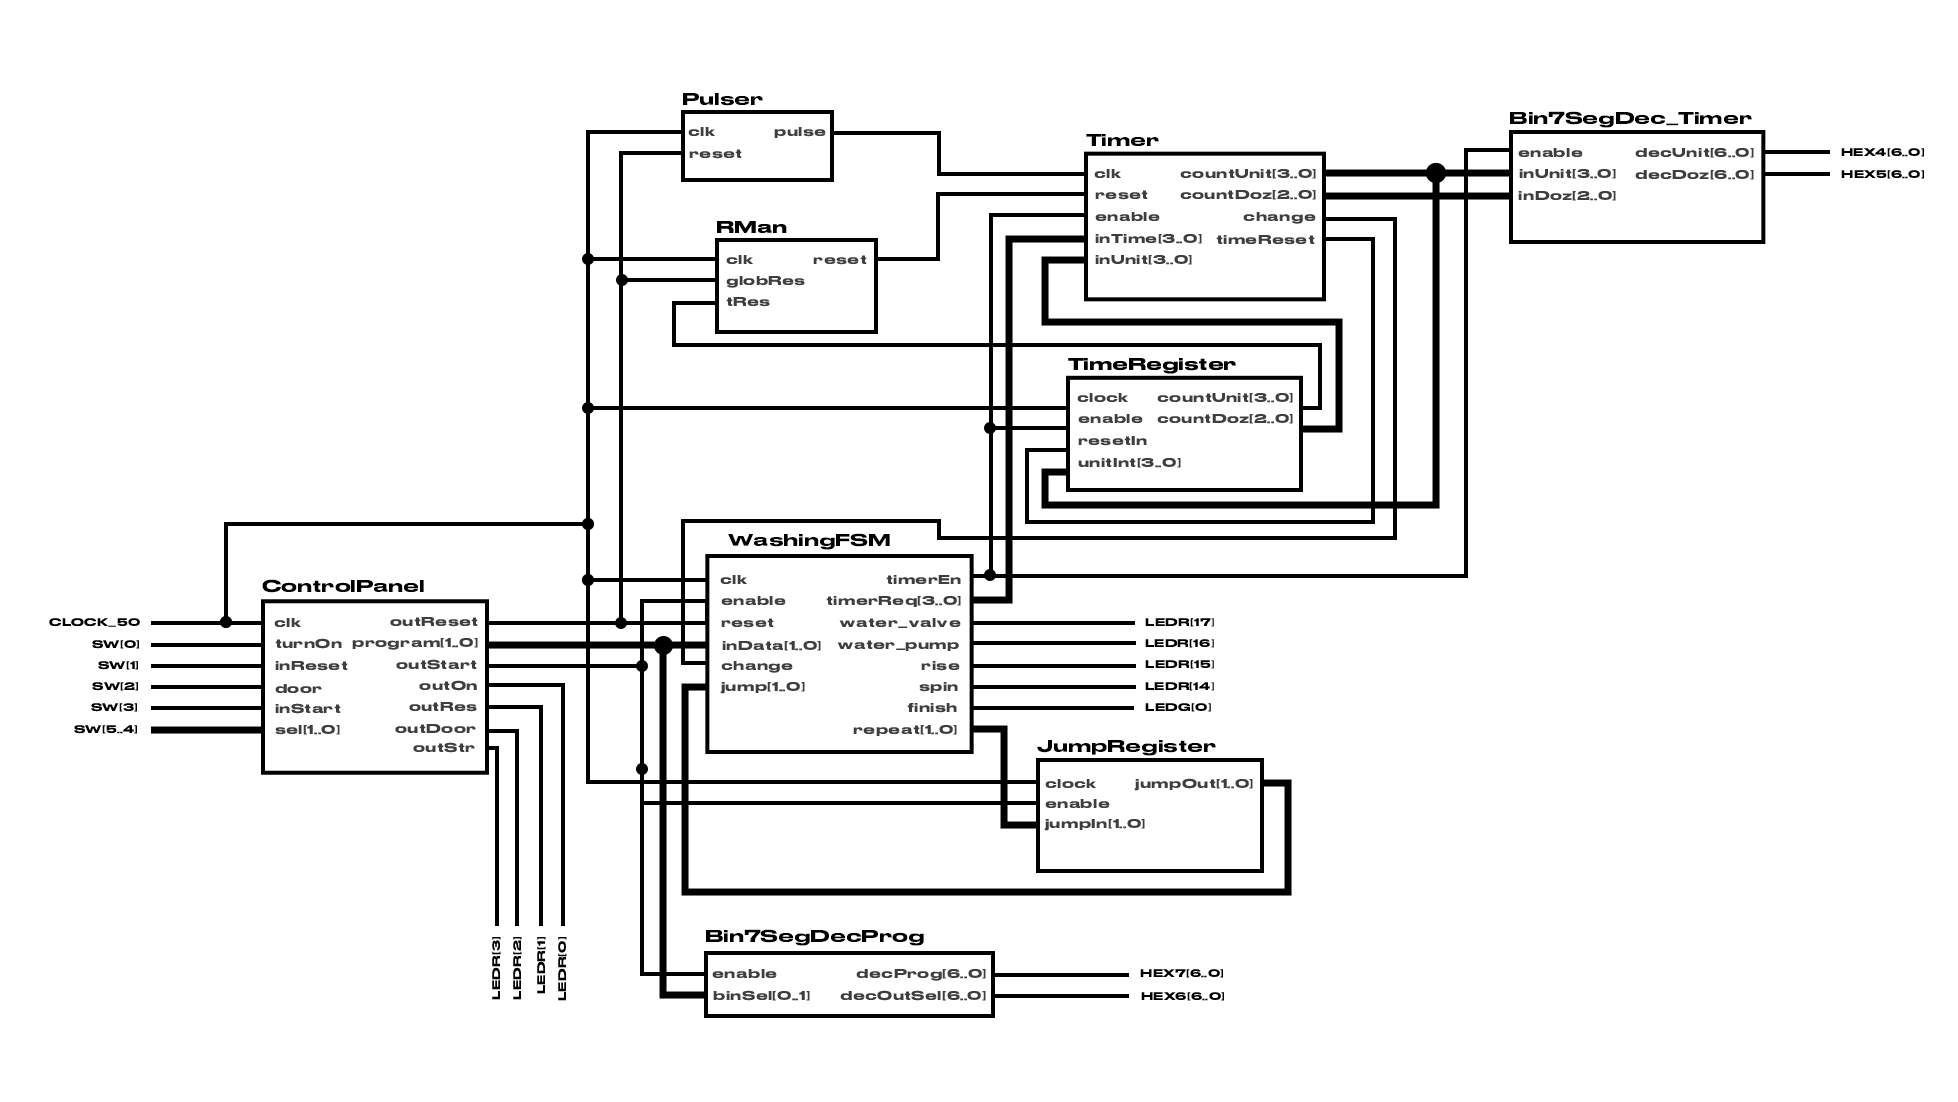 Pulser
clk pulse
reset
RMan
clk reset
globRes
tRes
Timer
clk countUnit[3..0]
reset countDoz[2..0]
enable change
inTime[3..0] timeReset
inUnit[3..0]
Bin7SegDec_Timer
enable decUnit[6..0]
inUnit[3..0] decDoz[6..0]
inDoz[2..0]
HEX4[6..0]
HEX5[6..0]
TimeRegister
clock countUnit[3..0]
enable countDoz[2..0]
resetIn
unitInt[3..0]
WashingFSM
clk timerEn
enable timerReq[3..0]
reset water_valve
inData[1..0] water_pump
change rise
jump[1..0] spin
finish
repeat[1..0]
LEDR[17]
LEDR[16]
LEDR[15]
LEDR[14]
LEDG[0]
ControlPanel
CLOCK_50
SW[0]
SW[1]
SW[2]
SW[3]
SW[5..4]
clk outReset
turnOn program[1..0]
inReset outStart
door outOn
inStart outRes
sel[1..0] outDoor
outStr
LEDR[3]
LEDR[2]
LEDR[1]
LEDR[0]
JumpRegister
clock jumpOut[1..0]
enable
jumpIn[1..0]
Bin7SegDecProg
enable decProg[6..0]
binSel[0..1] decOutSel[6..0]
HEX7[6..0]
HEX6[6..0]